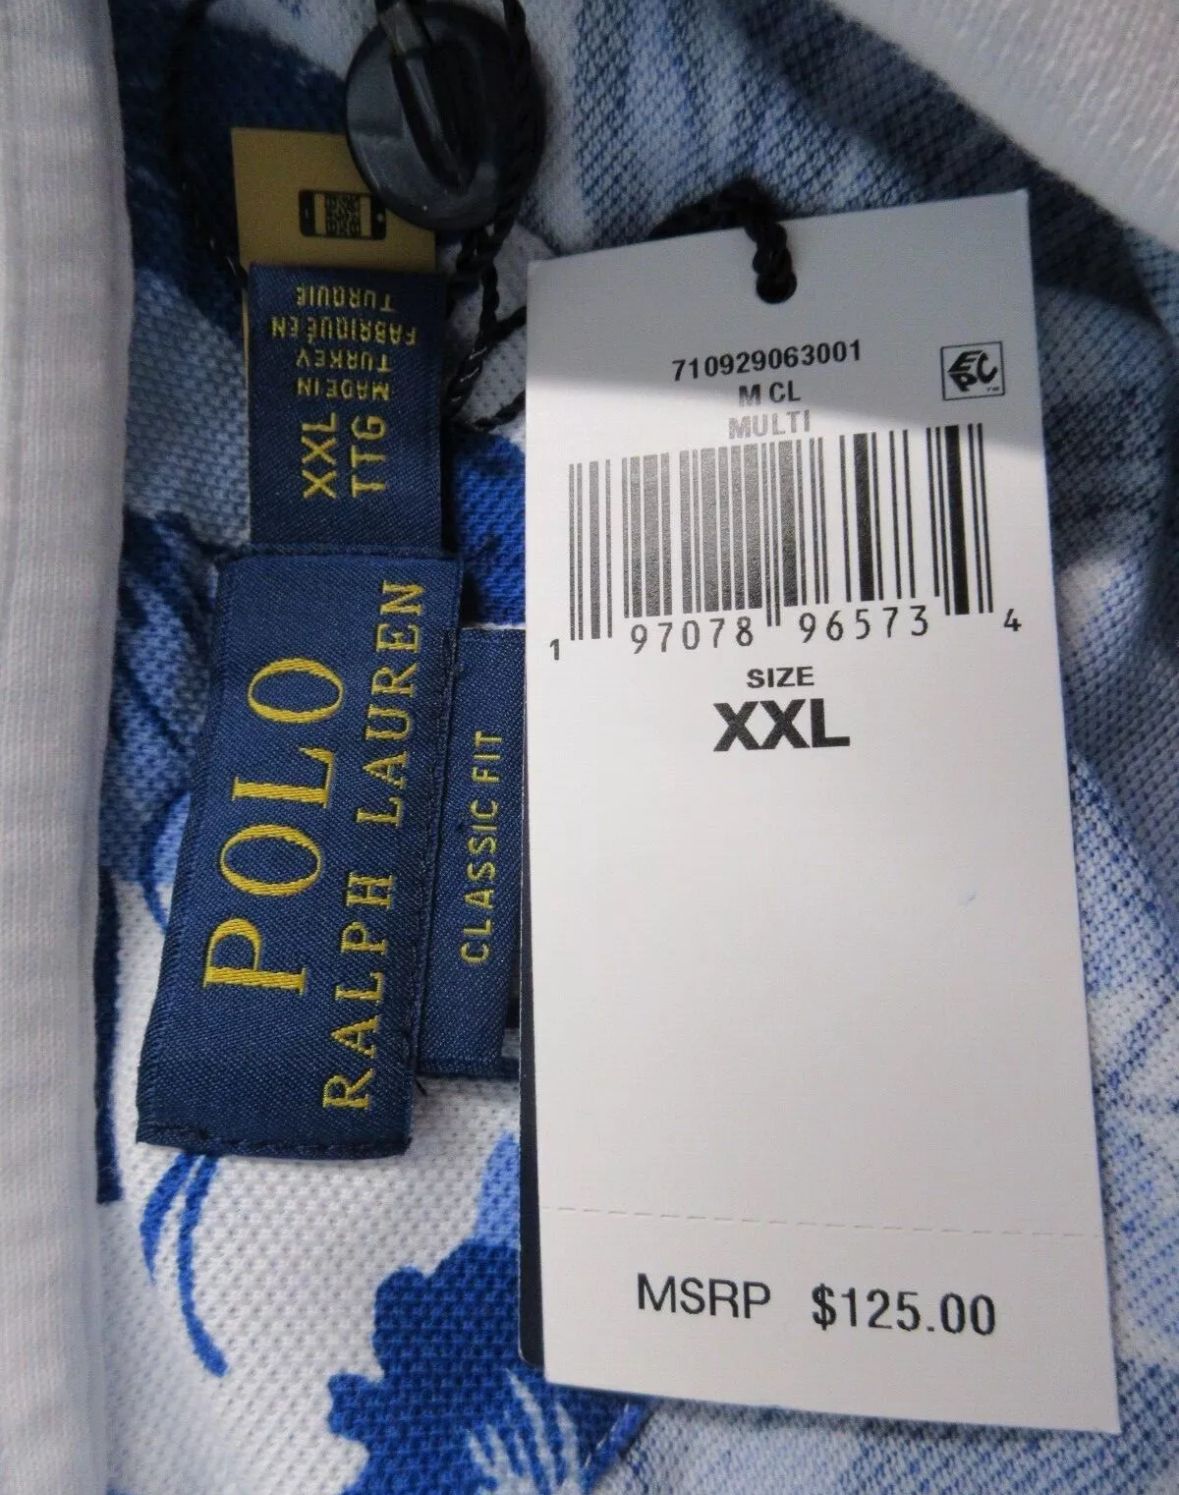 MADE IN
TURKEY
FABRIQUÉ EN
TURQUIE
XXL
TTG
POLO
RALPH LAUREN
CLASSIC FIT
710929063001
M CL
MULTI
EPC
1 97078 96573 4
SIZE
XXL
MSRP $125.00